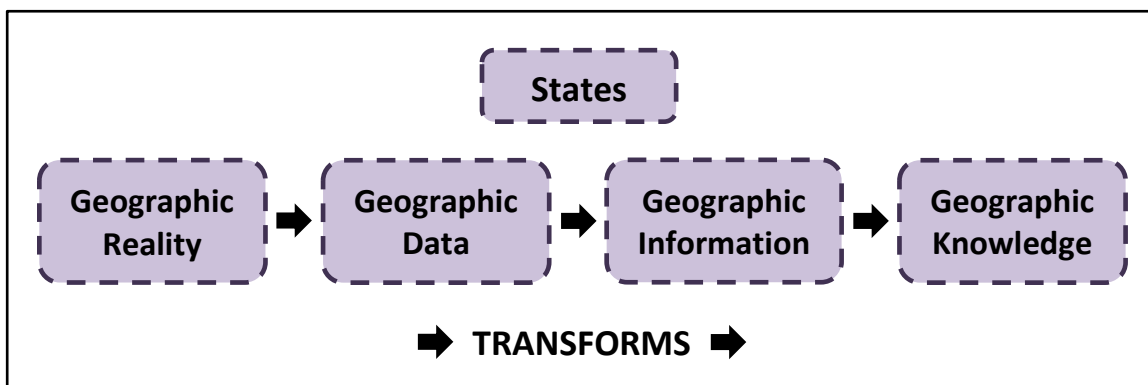 States
Geographic
Reality
Geographic
Data
Geographic
Information
Geographic
Knowledge
TRANSFORMS